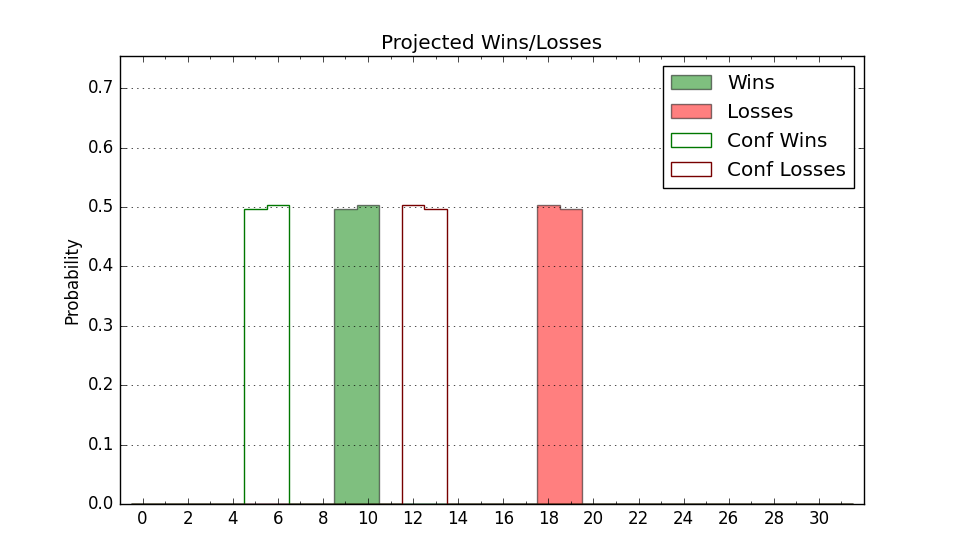 Projected Wins/Losses
Wins
Losses
Conf Wins
Conf Losses
Probability
0.7
0.6
0.5
0.4
0.3
0.2
0.1
0.0
0 2 4 6 8 10 12 14 16 18 20 22 24 26 28 30